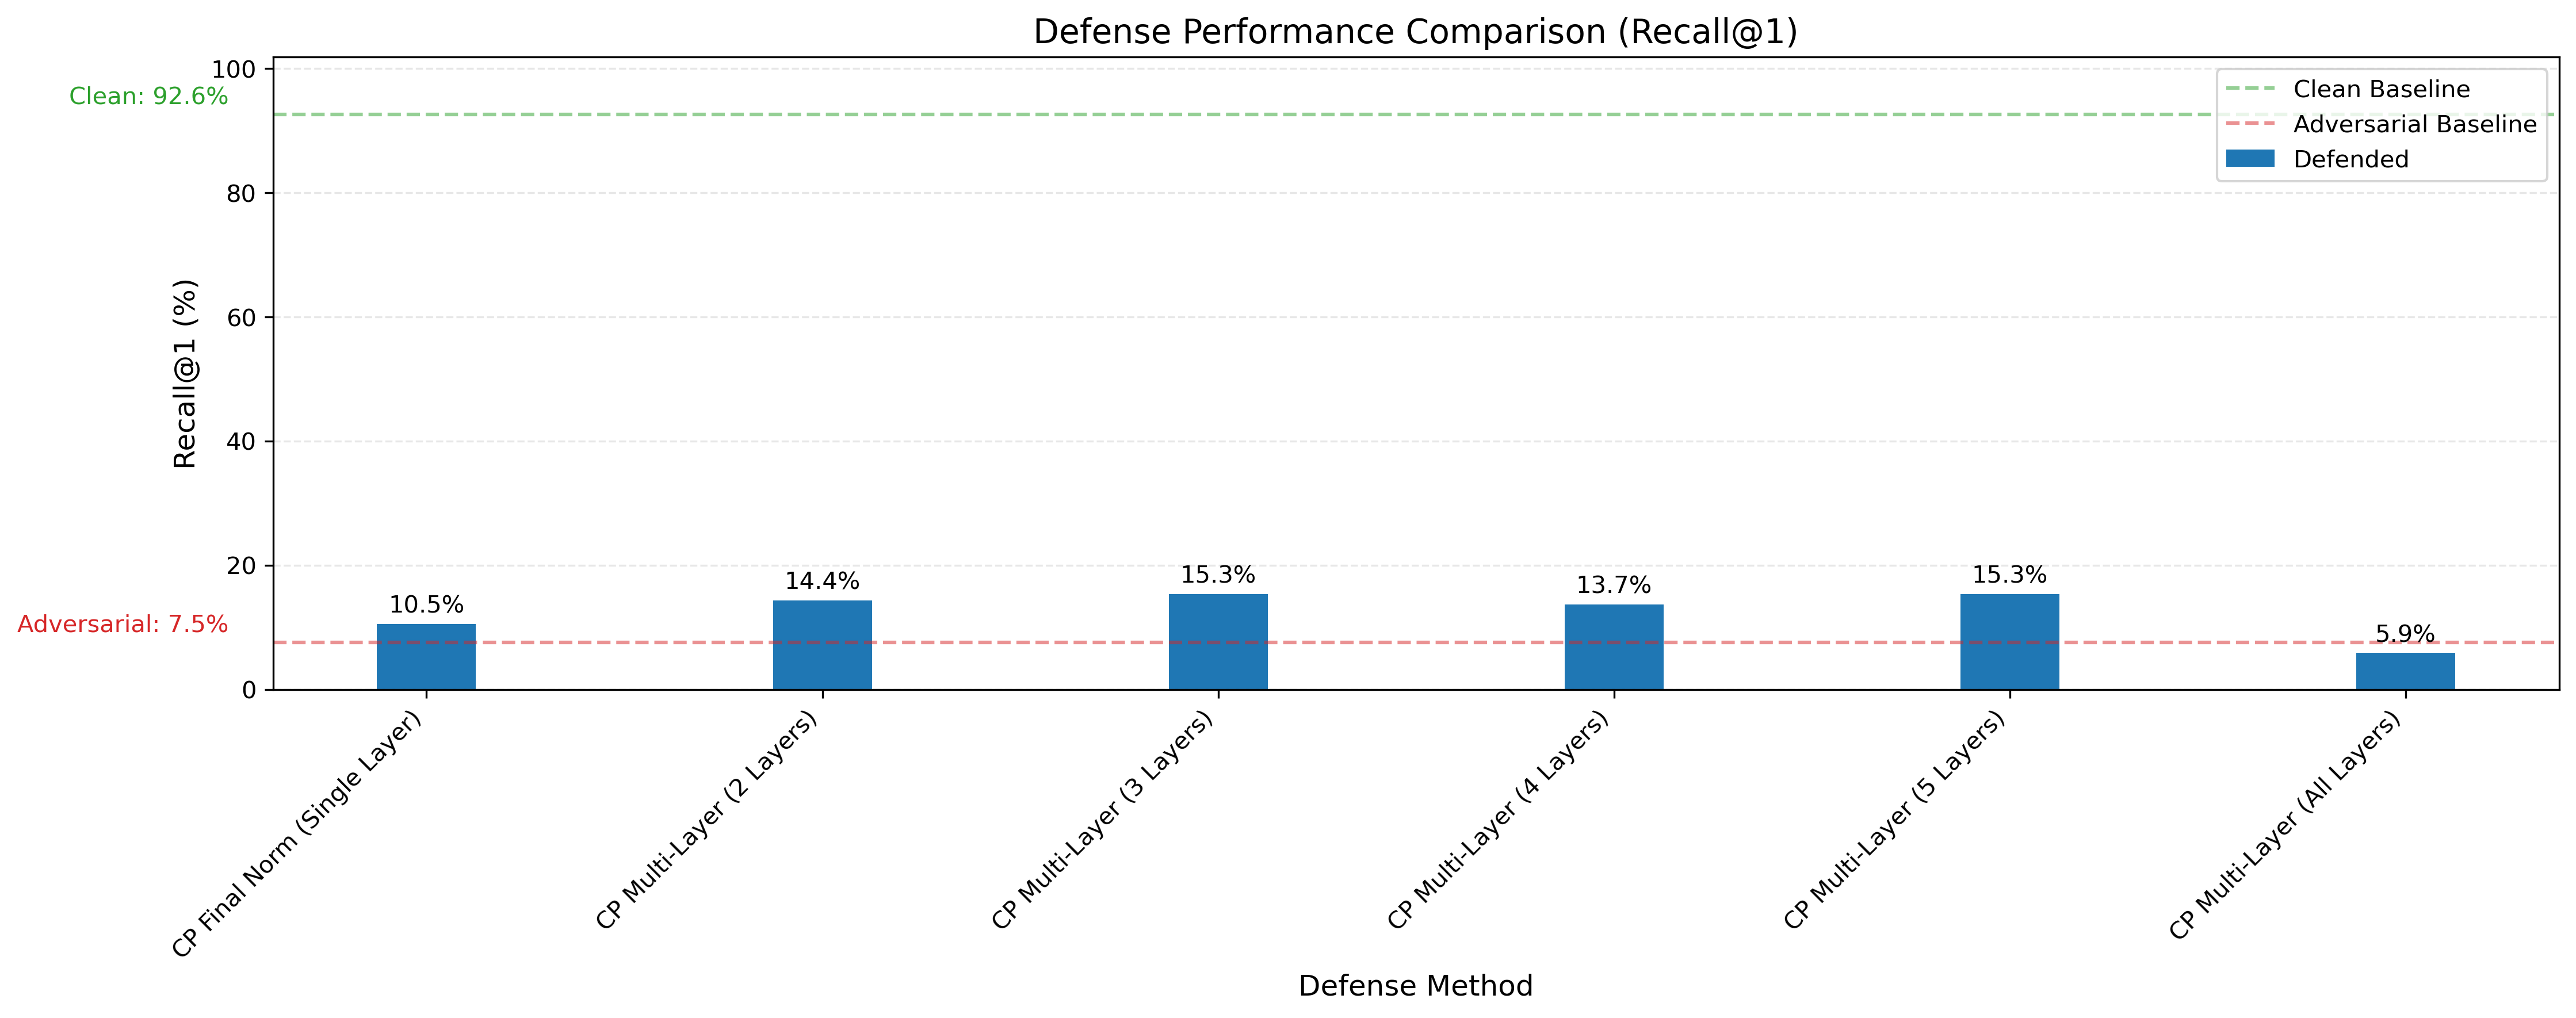 Defense Performance Comparison (Recall@1)
Clean: 92.6%
Adversarial: 7.5%
Recall@1 (%)
100
80
60
40
20
0
Clean Baseline
Adversarial Baseline
Defended
10.5%
14.4%
15.3%
13.7%
15.3%
5.9%
CP Final Norm (Single Layer)
CP Multi-Layer (2 Layers)
CP Multi-Layer (3 Layers)
CP Multi-Layer (4 Layers)
CP Multi-Layer (5 Layers)
CP Multi-Layer (All Layers)
Defense Method